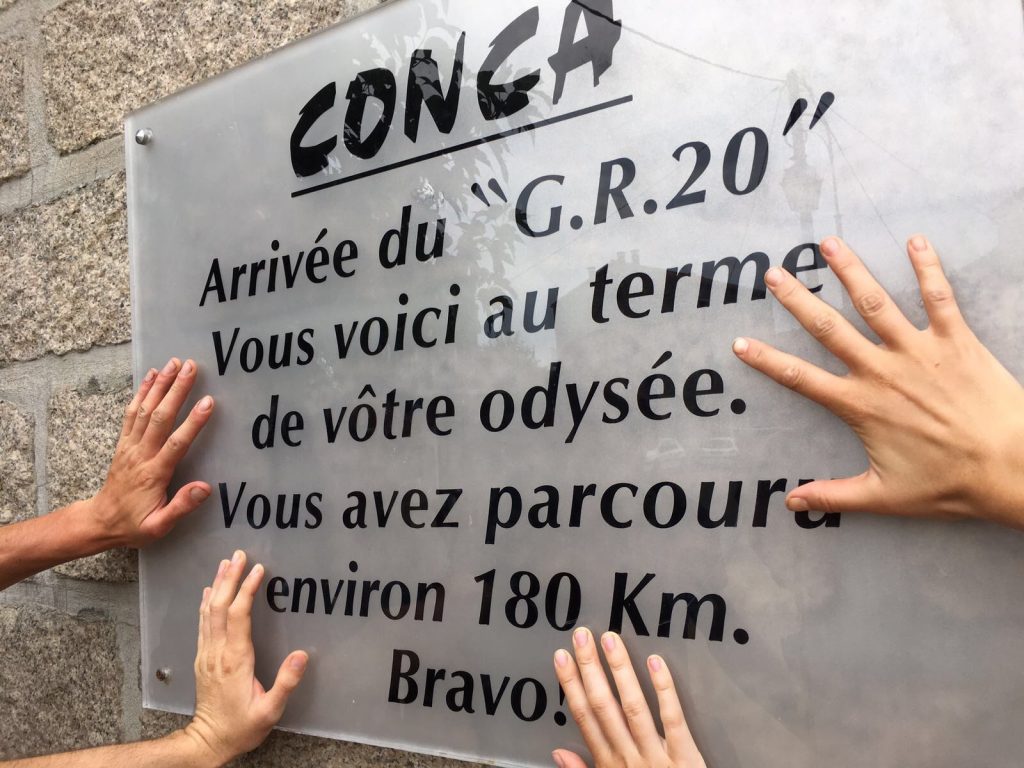 CONCA
Arrivée du "G.R.20"
Vous voici au terme
de vôtre odysée.
Vous avez parcouru
environ 180 Km.
Bravo!